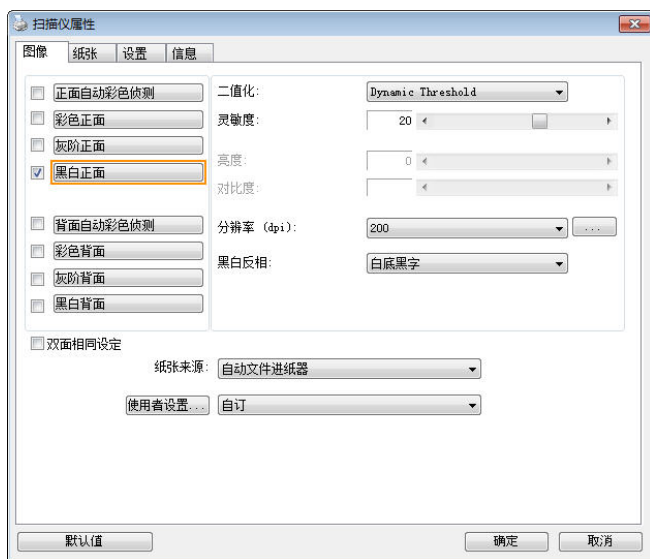 扫描仪属性
图像 纸张 设置 信息
正面自动彩色侦测
彩色正面
灰阶正面
黑白正面
背面自动彩色侦测
彩色背面
灰阶背面
黑白背面
二值化: Dynamic Threshold
灵敏度: 20
亮度: 0
对比度:
分辨率 (dpi): 200 ...
黑白反相: 白底黑字
双面相同设定
纸张来源: 自动文件进纸器
使用者设置... 自订
默认值 确定 取消